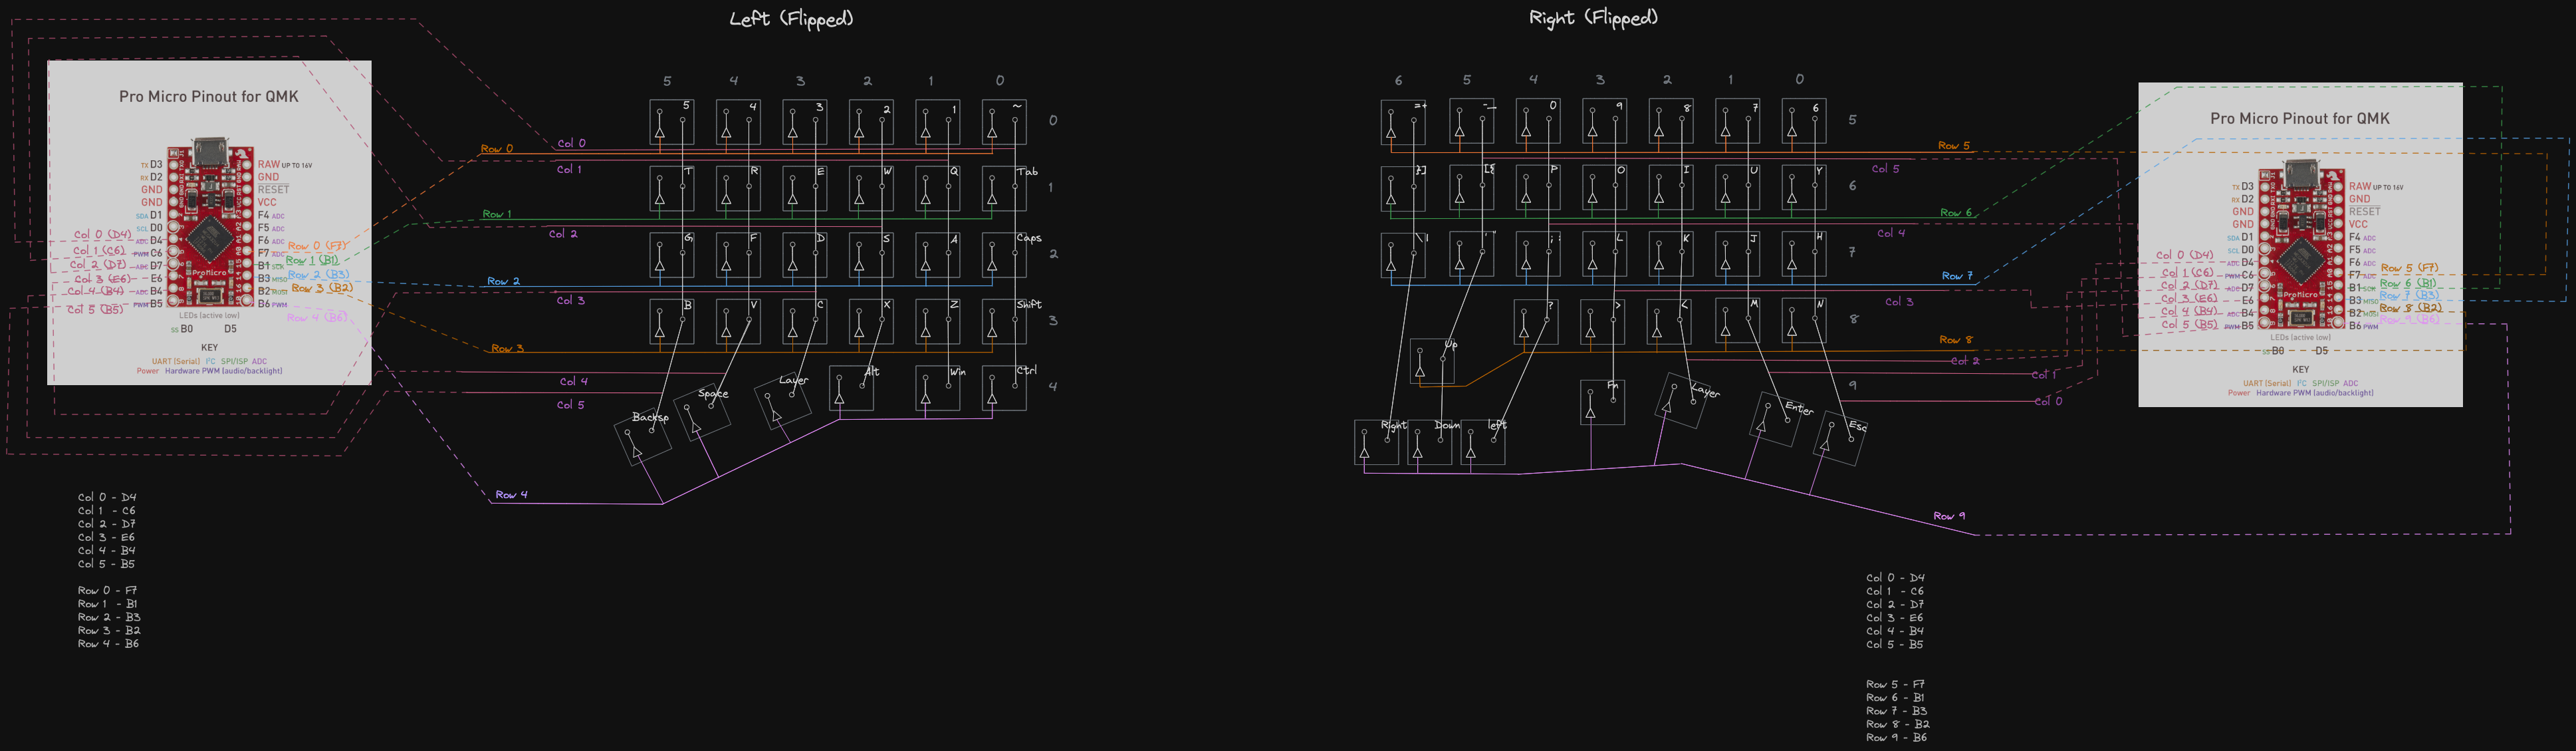 Left (Flipped)
5 4 3 2 1 0
5 4 3 2 1 ~ 0
T R E W Q Tab 1
G F D S A Caps 2
B V C X Z Shift 3
Backsp Space Layer Alt Win Ctrl 4
Row 0
Row 1
Row 2
Row 3
Row 4
Col 0
Col 1
Col 2
Col 3
Col 4
Col 5
Pro Micro Pinout for QMK
TX D3
RX D2
GND
GND
SDA D1
SCL D0
ADC D4
PWM C6
ADC D7
E6
ADC B4
PWM B5
RAW UP TO 16V
GND
RESET
VCC
F4 ADC
F5 ADC
F6 ADC
F7 ADC
B1 SCK
B3 MISO
B2 MOSI
B6 PWM
ProMicro
LEDs (active low)
SS B0 D5
KEY
UART (Serial) I²C SPI/ISP ADC
Power Hardware PWM (audio/backlight)
Col 0 (D4)
Col 1 (C6)
Col 2 (D7)
Col 3 (E6)
Col 4 (B4)
Col 5 (B5)
Row 0 (F7)
Row 1 (B1)
Row 2 (B3)
Row 3 (B2)
Row 4 (B6)
Col 0 - D4
Col 1 - C6
Col 2 - D7
Col 3 - E6
Col 4 - B4
Col 5 - B5
Row 0 - F7
Row 1 - B1
Row 2 - B3
Row 3 - B2
Row 4 - B6
Right (Flipped)
6 5 4 3 2 1 0
=+ -_ 0 9 8 7 6 5
}] [{ P O I U Y 6
\| '" ;: L K J H 7
? > < M N 8
Up
Fn Layer Enter Esc 9
Right Down left
Row 5
Row 6
Row 7
Row 8
Row 9
Col 5
Col 4
Col 3
Col 2
Col 1
Col 0
Pro Micro Pinout for QMK
TX D3
RX D2
GND
GND
SDA D1
SCL D0
ADC D4
PWM C6
ADC D7
E6
ADC B4
PWM B5
RAW UP TO 16V
GND
RESET
VCC
F4 ADC
F5 ADC
F6 ADC
F7 ADC
B1 SCK
B3 MISO
B2 MOSI
B6 PWM
ProMicro
LEDs (active low)
SS B0 D5
KEY
UART (Serial) I²C SPI/ISP ADC
Power Hardware PWM (audio/backlight)
Col 0 (D4)
Col 1 (C6)
Col 2 (D7)
Col 3 (E6)
Col 4 (B4)
Col 5 (B5)
Row 5 (F7)
Row 6 (B1)
Row 7 (B3)
Row 8 (B2)
Row 9 (B6)
Col 0 - D4
Col 1 - C6
Col 2 - D7
Col 3 - E6
Col 4 - B4
Col 5 - B5
Row 5 - F7
Row 6 - B1
Row 7 - B3
Row 8 - B2
Row 9 - B6